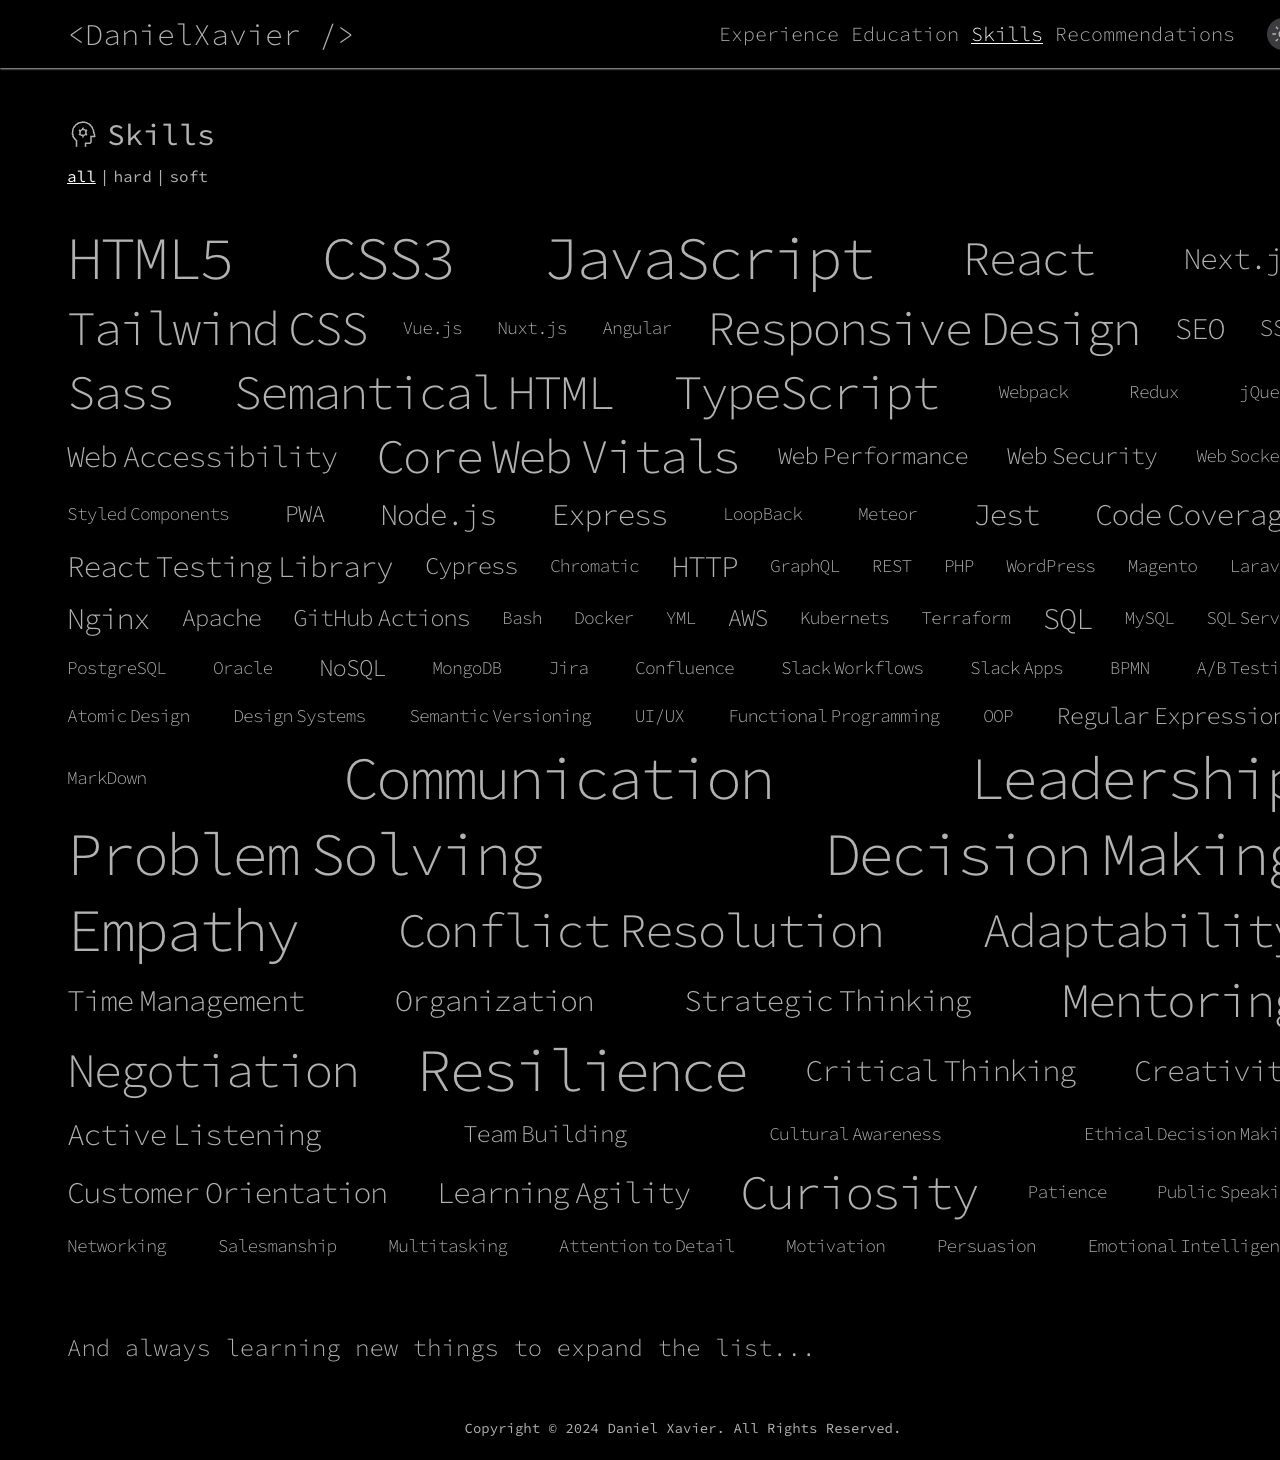 <DanielXavier />
Experience Education Skills Recommendations
Skills
all | hard | soft
HTML5 CSS3 JavaScript React Next.j
Tailwind CSS Vue.js Nuxt.js Angular Responsive Design SEO SS
Sass Semantical HTML TypeScript Webpack Redux jQue
Web Accessibility Core Web Vitals Web Performance Web Security Web Socke
Styled Components PWA Node.js Express LoopBack Meteor Jest Code Coverag
React Testing Library Cypress Chromatic HTTP GraphQL REST PHP WordPress Magento Larav
Nginx Apache GitHub Actions Bash Docker YML AWS Kubernets Terraform SQL MySQL SQL Serv
PostgreSQL Oracle NoSQL MongoDB Jira Confluence Slack Workflows Slack Apps BPMN A/B Testi
Atomic Design Design Systems Semantic Versioning UI/UX Functional Programming OOP Regular Expression
MarkDown Communication Leadership
Problem Solving Decision Making
Empathy Conflict Resolution Adaptability
Time Management Organization Strategic Thinking Mentoring
Negotiation Resilience Critical Thinking Creativit
Active Listening Team Building Cultural Awareness Ethical Decision Maki
Customer Orientation Learning Agility Curiosity Patience Public Speaki
Networking Salesmanship Multitasking Attention to Detail Motivation Persuasion Emotional Intelligen
And always learning new things to expand the list...
Copyright © 2024 Daniel Xavier. All Rights Reserved.